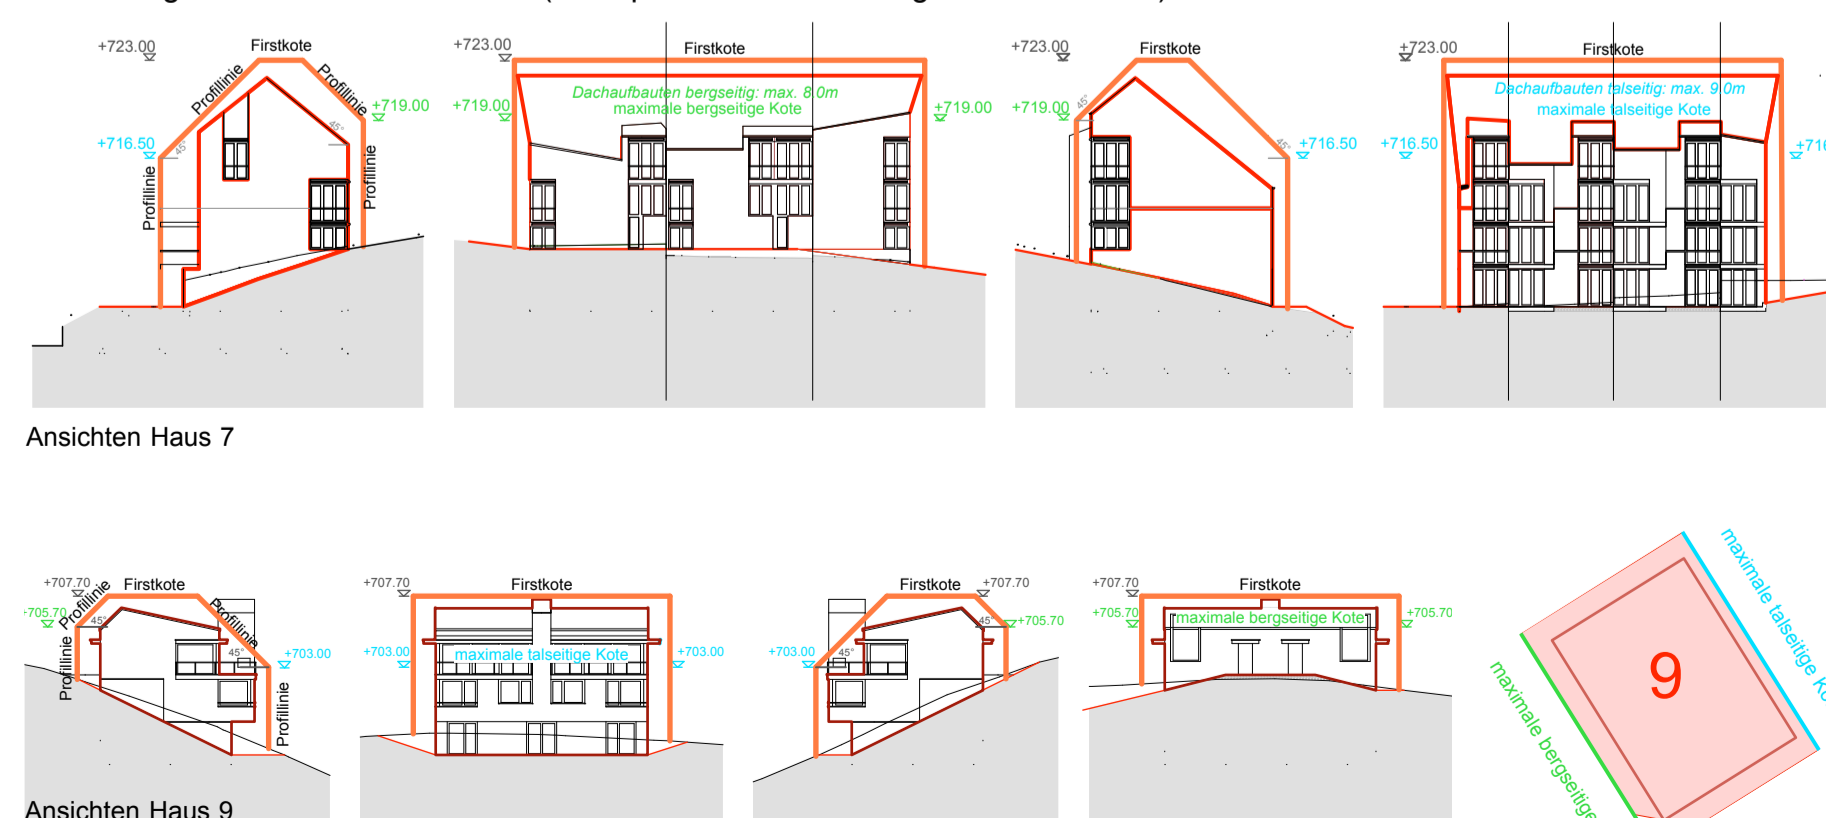 +723.00
Firstkote
Profillinie
Profillinie
+719.00
45°
+716.50
45°
Profillinie
Profillinie
+723.00
Firstkote
Dachaufbauten bergseitig: max. 8.0m
+719.00
maximale bergseitige Kote
+719.00
+723.00
Firstkote
+719.00
45°
45°
+716.50
+723.00
Firstkote
Dachaufbauten talseitig: max. 9.0m
maximale talseitige Kote
+716.50
Ansichten Haus 7
+707.70
Firstkote
Profillinie
Profillinie
+705.70
45°
45°
+703.00
Profillinie
Profillinie
+707.70
Firstkote
+703.00
maximale talseitige Kote
+703.00
Firstkote
+707.70
45°
+705.70
+703.00
45°
+707.70
Firstkote
+705.70
maximale bergseitige Kote
+705.70
maximale talseitige
9
maximale bergseitige
Ansichten Haus 9